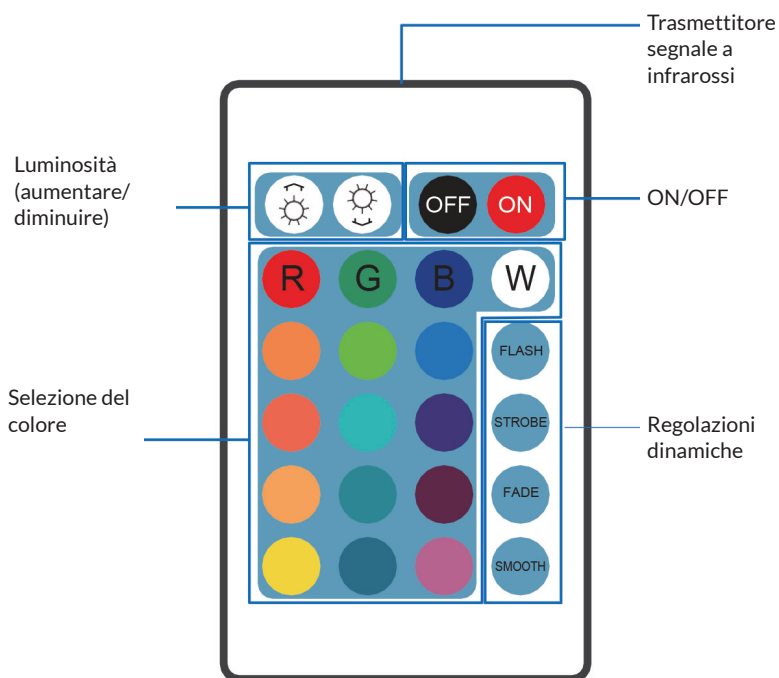 Trasmettitore
segnale a
infrarossi
Luminosità
(aumentare/
diminuire)
OFF
ON
ON/OFF
R
G
B
W
FLASH
Selezione del
colore
STROBE
Regolazioni
dinamiche
FADE
SMOOTH